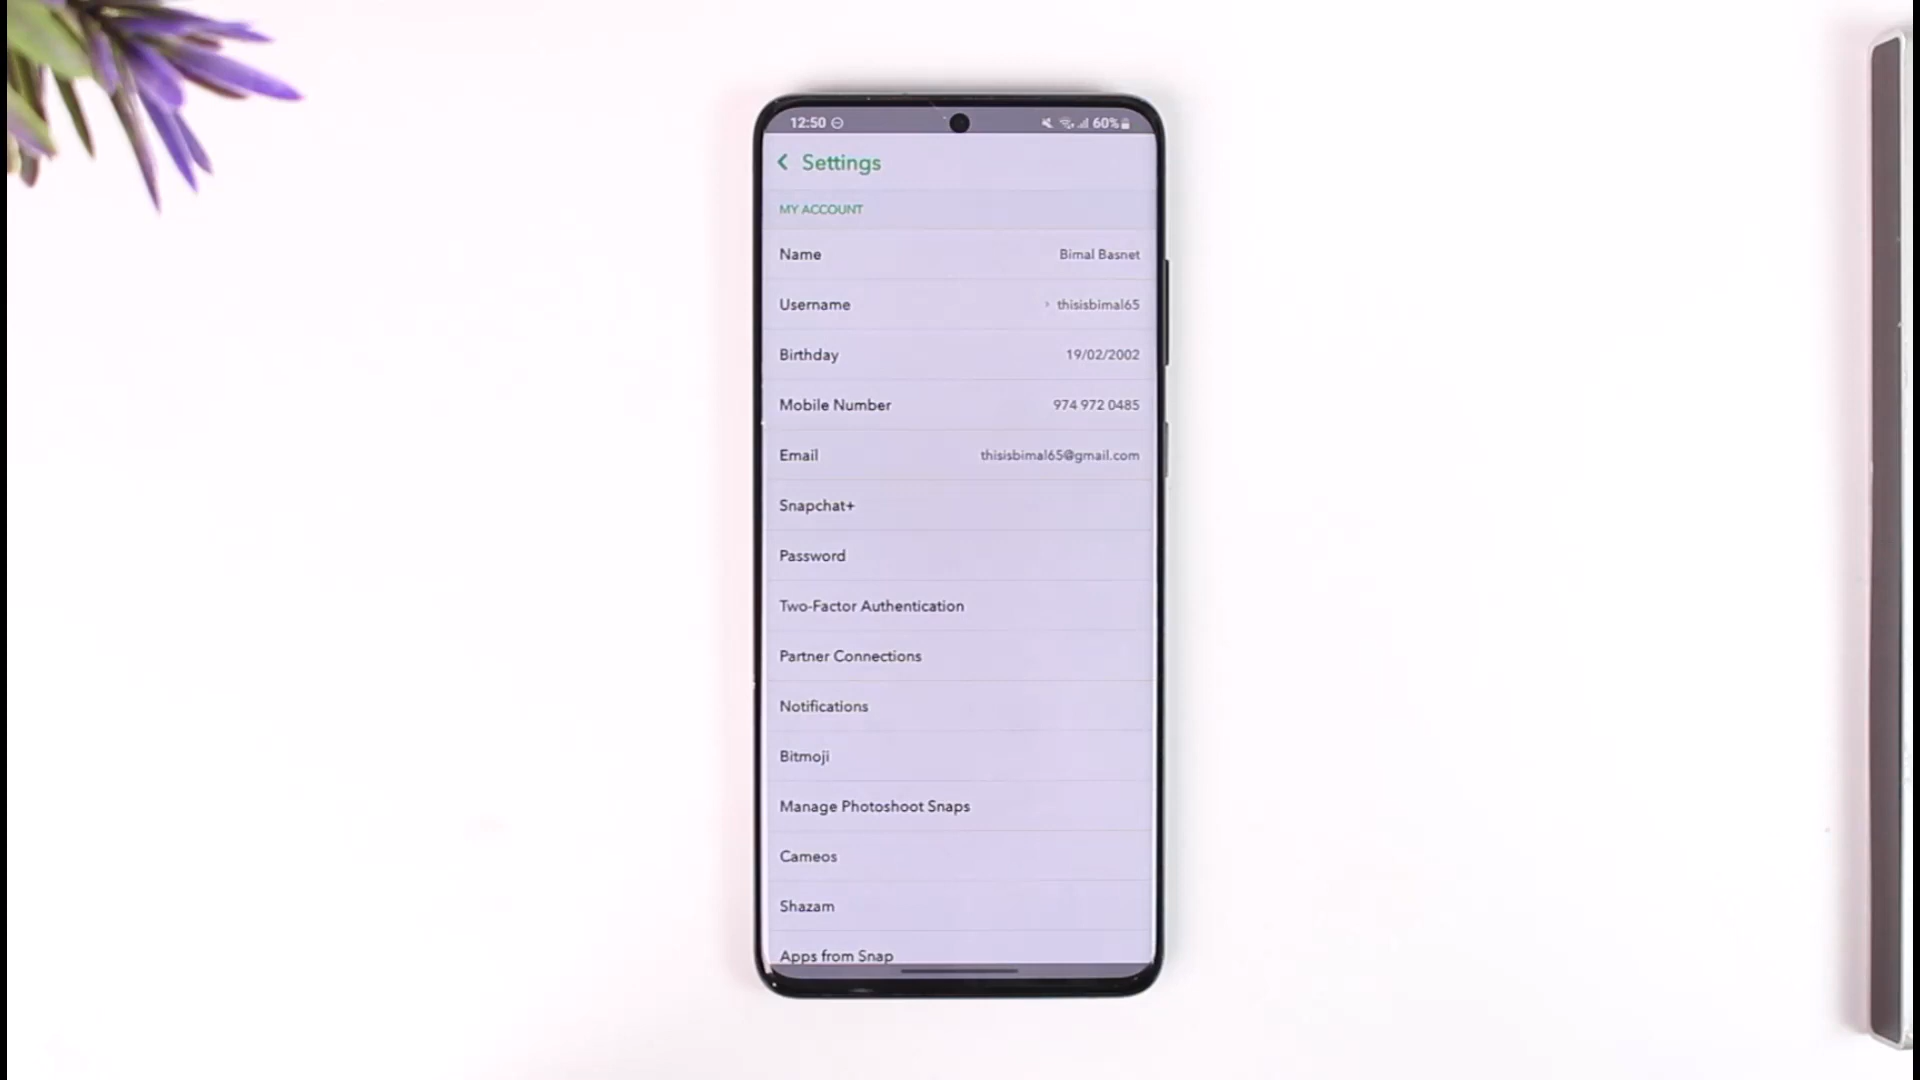 12:50 60%
Settings
MY ACCOUNT
Name Bimal Basnet
Username thisisbimal65
Birthday 19/02/2002
Mobile Number 974 972 0485
Email thisisbimal65@gmail.com
Snapchat+
Password
Two-Factor Authentication
Partner Connections
Notifications
Bitmoji
Manage Photoshoot Snaps
Cameos
Shazam
Apps from Snap